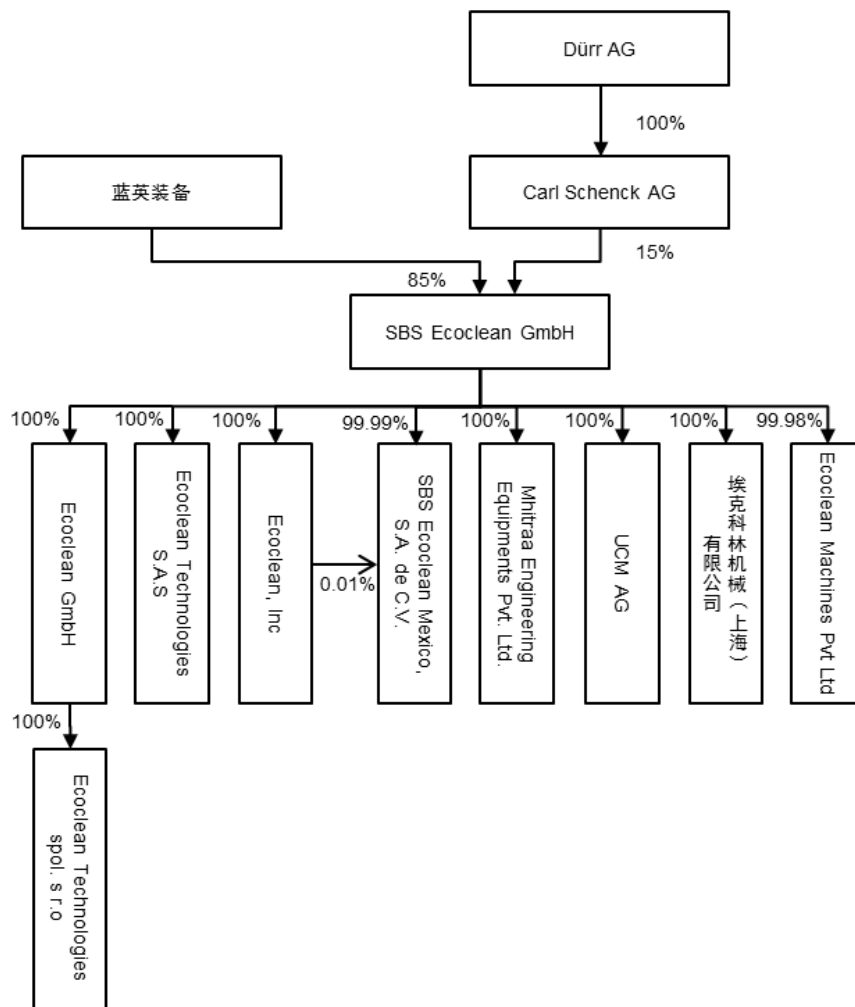 Dürr AG
100%
蓝英装备
Carl Schenck AG
15%
85%
SBS Ecoclean GmbH
100%
100%
100%
99.99%
100%
100%
100%
99.98%
Ecoclean GmbH
Ecoclean Technologies
S.A.S
Ecoclean, Inc
0.01%
SBS Ecoclean Mexico,
S.A. de C.V.
Mhitraa Engineering
Equipments Pvt. Ltd.
UCM AG
埃克科林机械（上海）
有限公司
Ecoclean Machines Pvt Ltd
100%
Ecoclean Technologies
spol. s r.o